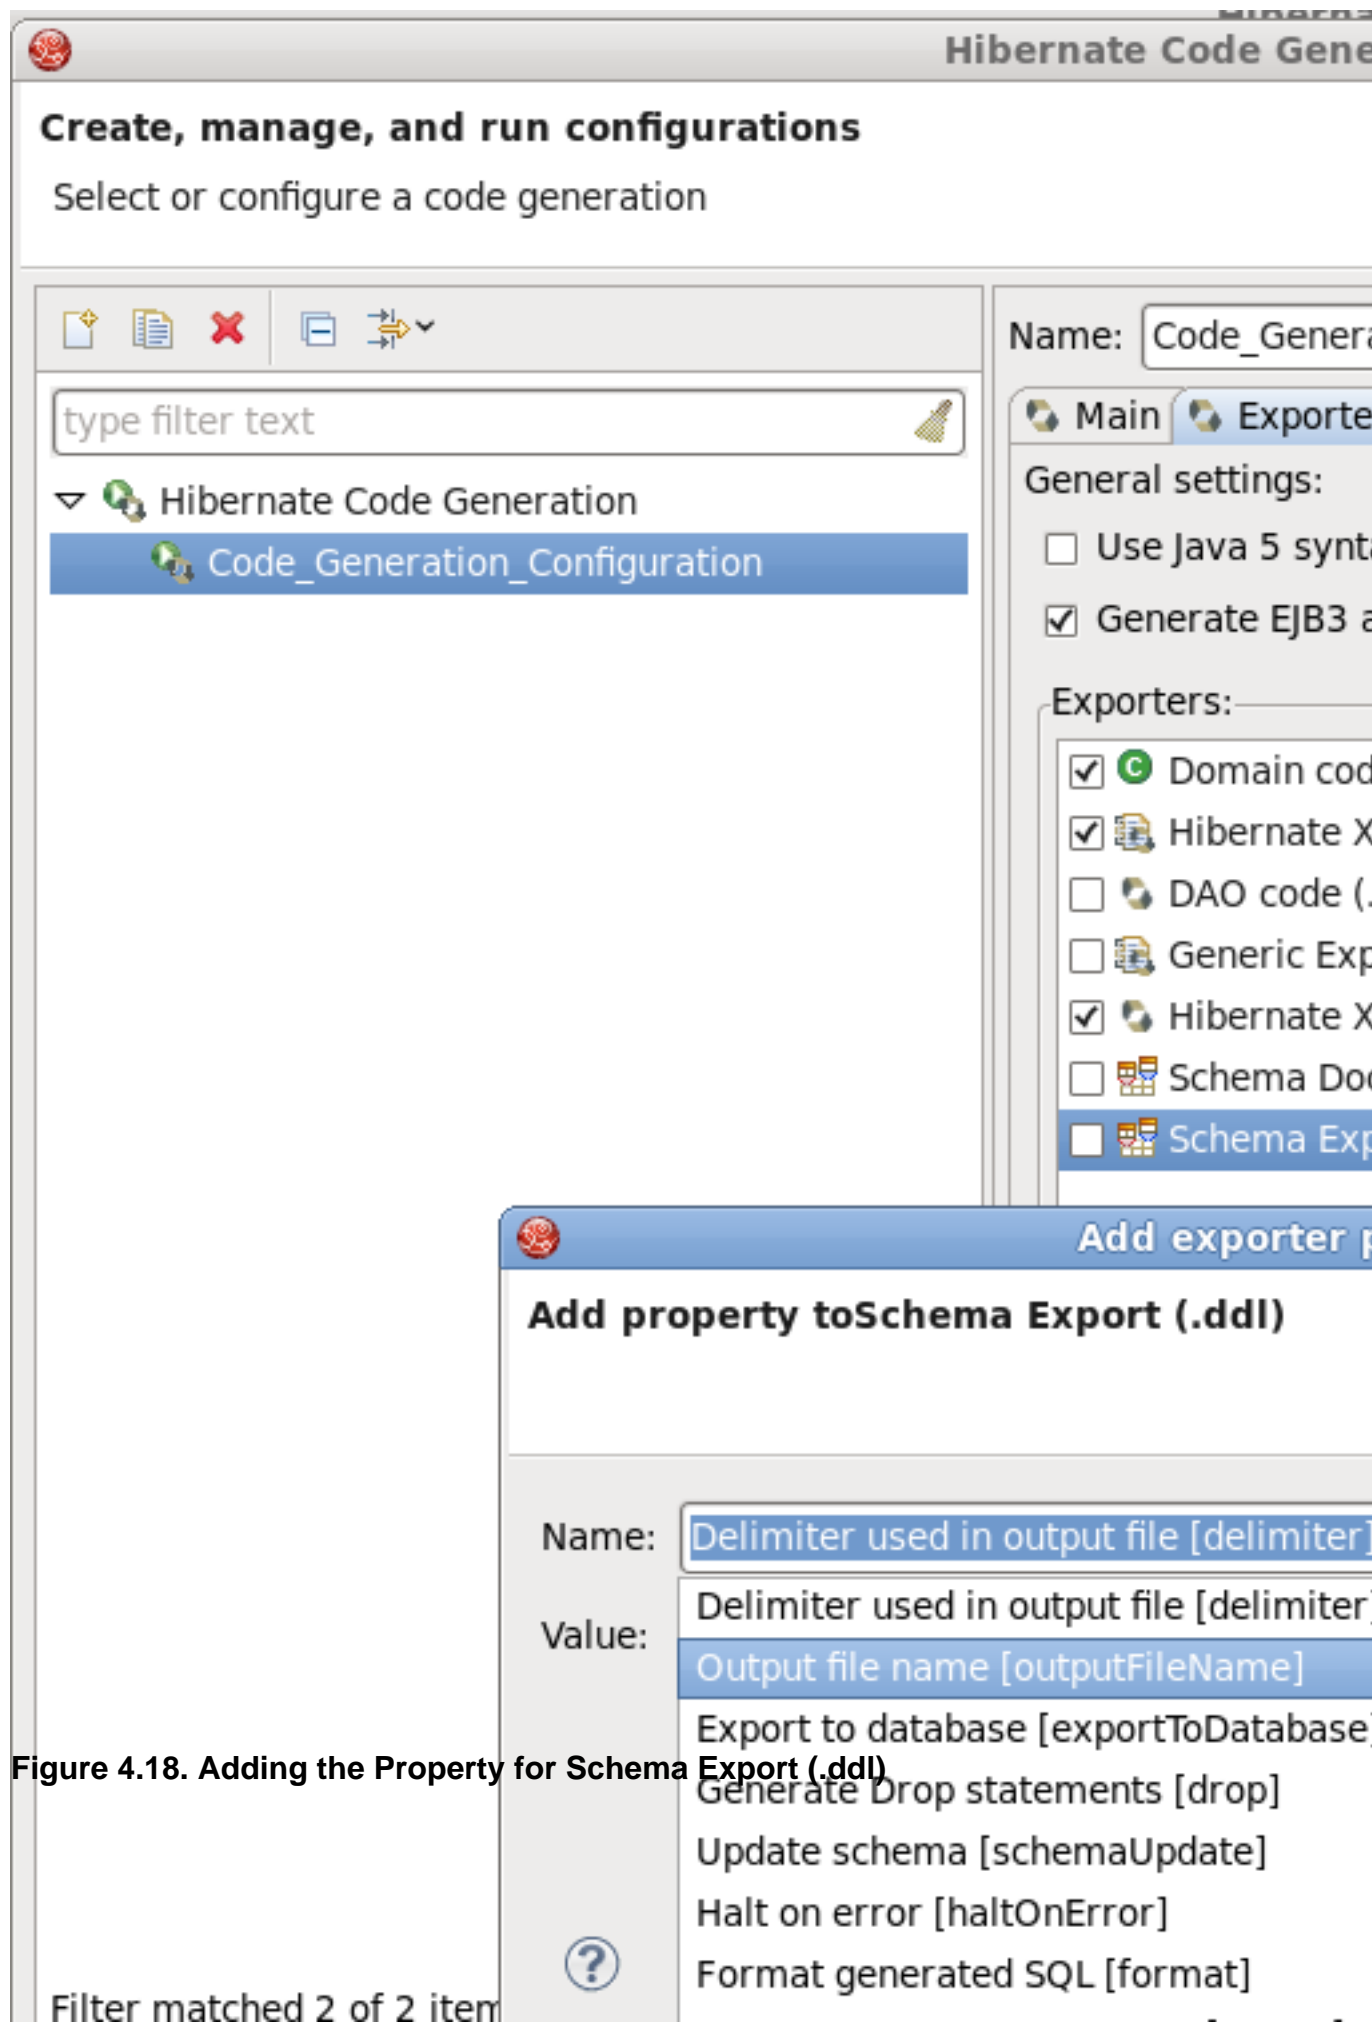 Hibernate Code Gene
Create, manage, and run configurations
Select or configure a code generation
type filter text
Hibernate Code Generation
Code_Generation_Configuration
Name: Code_Genera
Main Exporte
General settings:
Use Java 5 synta
Generate EJB3 a
Exporters:
Domain cod
Hibernate X
DAO code (.
Generic Exp
Hibernate X
Schema Doc
Schema Exp
Add exporter p
Add property toSchema Export (.ddl)
Name: Delimiter used in output file [delimiter]
Value:
Delimiter used in output file [delimiter]
Output file name [outputFileName]
Export to database [exportToDatabase]
Figure 4.18. Adding the Property for Schema Export (.ddl)
Generate Drop statements [drop]
Update schema [schemaUpdate]
Halt on error [haltOnError]
Format generated SQL [format]
Filter matched 2 of 2 item